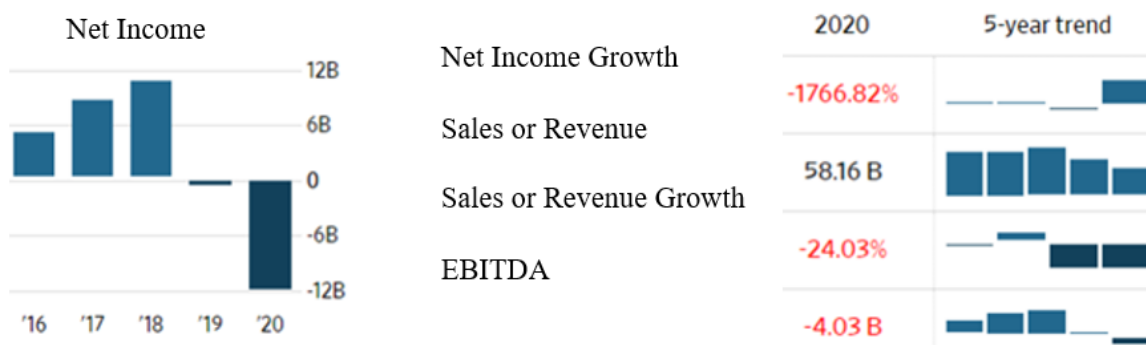 Net Income
12B
6B
0
-6B
-12B
'16 '17 '18 '19 '20
2020 5-year trend
Net Income Growth -1766.82%
Sales or Revenue 58.16 B
Sales or Revenue Growth -24.03%
EBITDA -4.03 B